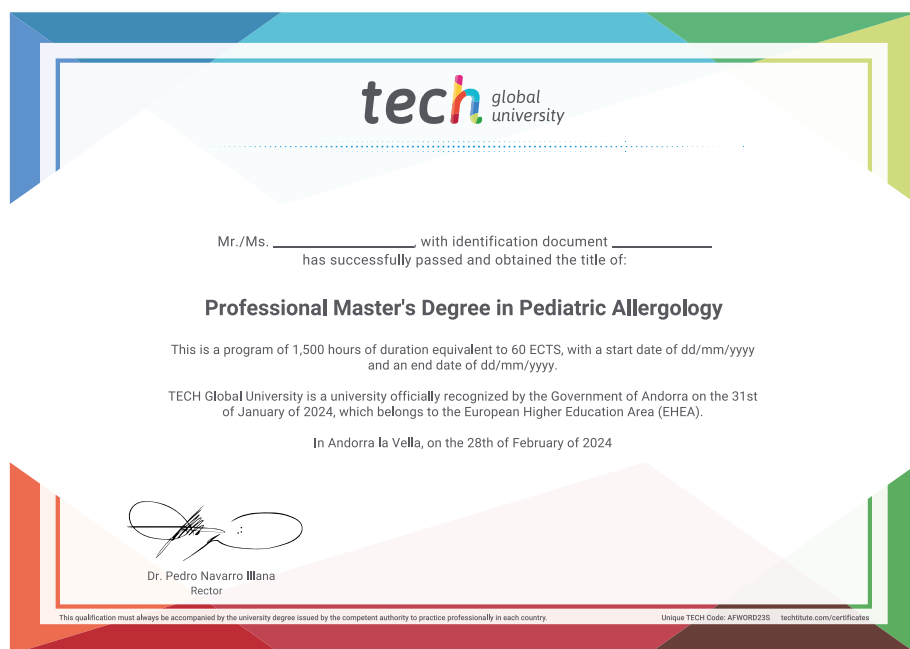 tech global university
Mr./Ms. ____________, with identification document ____________
has successfully passed and obtained the title of:
Professional Master's Degree in Pediatric Allergology
This is a program of 1,500 hours of duration equivalent to 60 ECTS, with a start date of dd/mm/yyyy
and an end date of dd/mm/yyyy.
TECH Global University is a university officially recognized by the Government of Andorra on the 31st
of January of 2024, which belongs to the European Higher Education Area (EHEA).
In Andorra la Vella, on the 28th of February of 2024
Dr. Pedro Navarro Illana
Rector
This qualification must always be accompanied by the university degree issued by the competent authority to practice professionally in each country.
Unique TECH Code: AFWORD23S techtitute.com/certificates